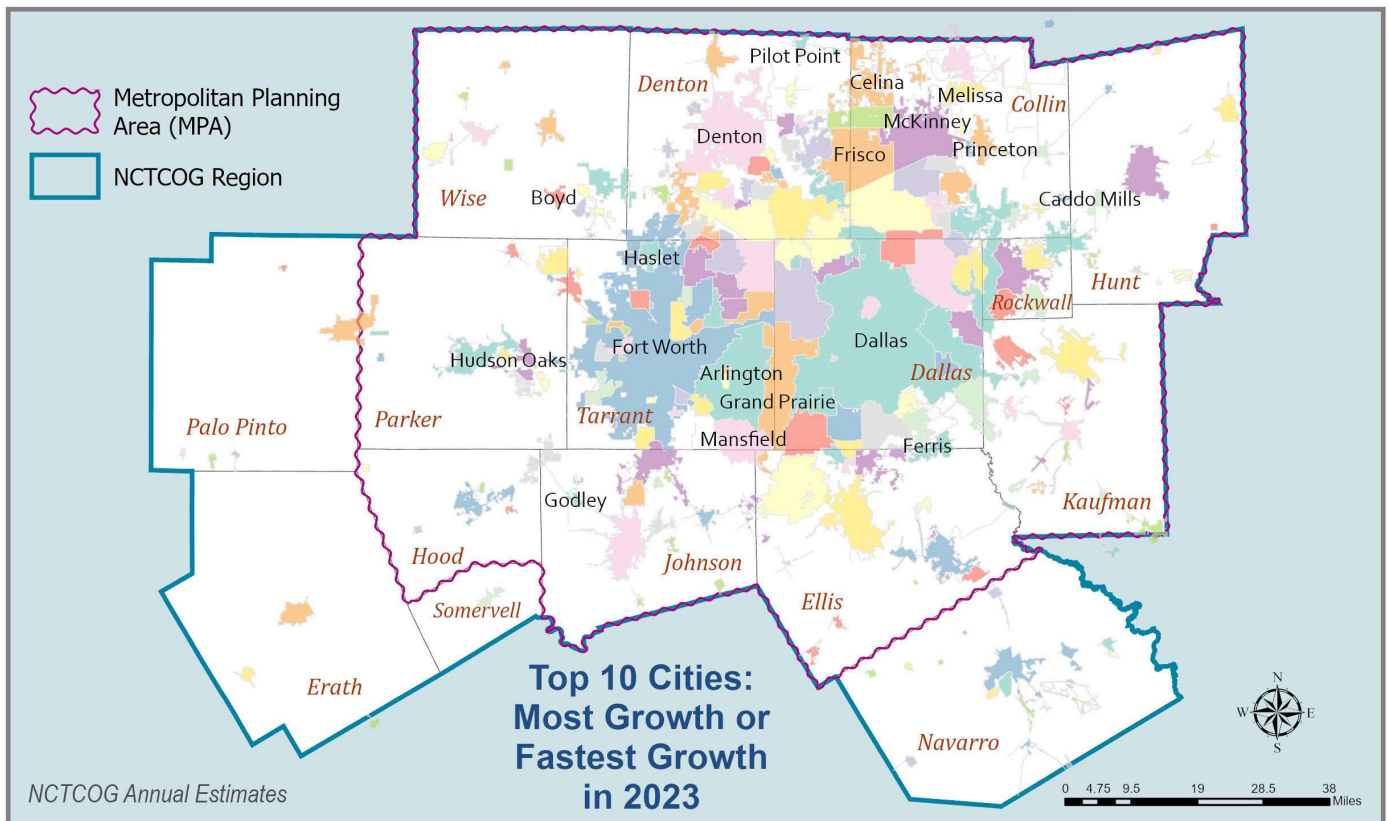 Metropolitan Planning
Area (MPA)
NCTCOG Region
Pilot Point
Denton
Celina
Melissa
Collin
McKinney
Denton
Frisco
Princeton
Wise
Boyd
Caddo Mills
Haslet
Hunt
Rockwall
Fort Worth
Dallas
Hudson Oaks
Arlington
Dallas
Grand Prairie
Palo Pinto
Parker
Tarrant
Mansfield
Ferris
Godley
Kaufman
Hood
Johnson
Somervell
Ellis
Erath
Navarro
Top 10 Cities:
Most Growth or
Fastest Growth
in 2023
N
W E
S
NCTCOG Annual Estimates
0 4.75 9.5 19 28.5 38
Miles